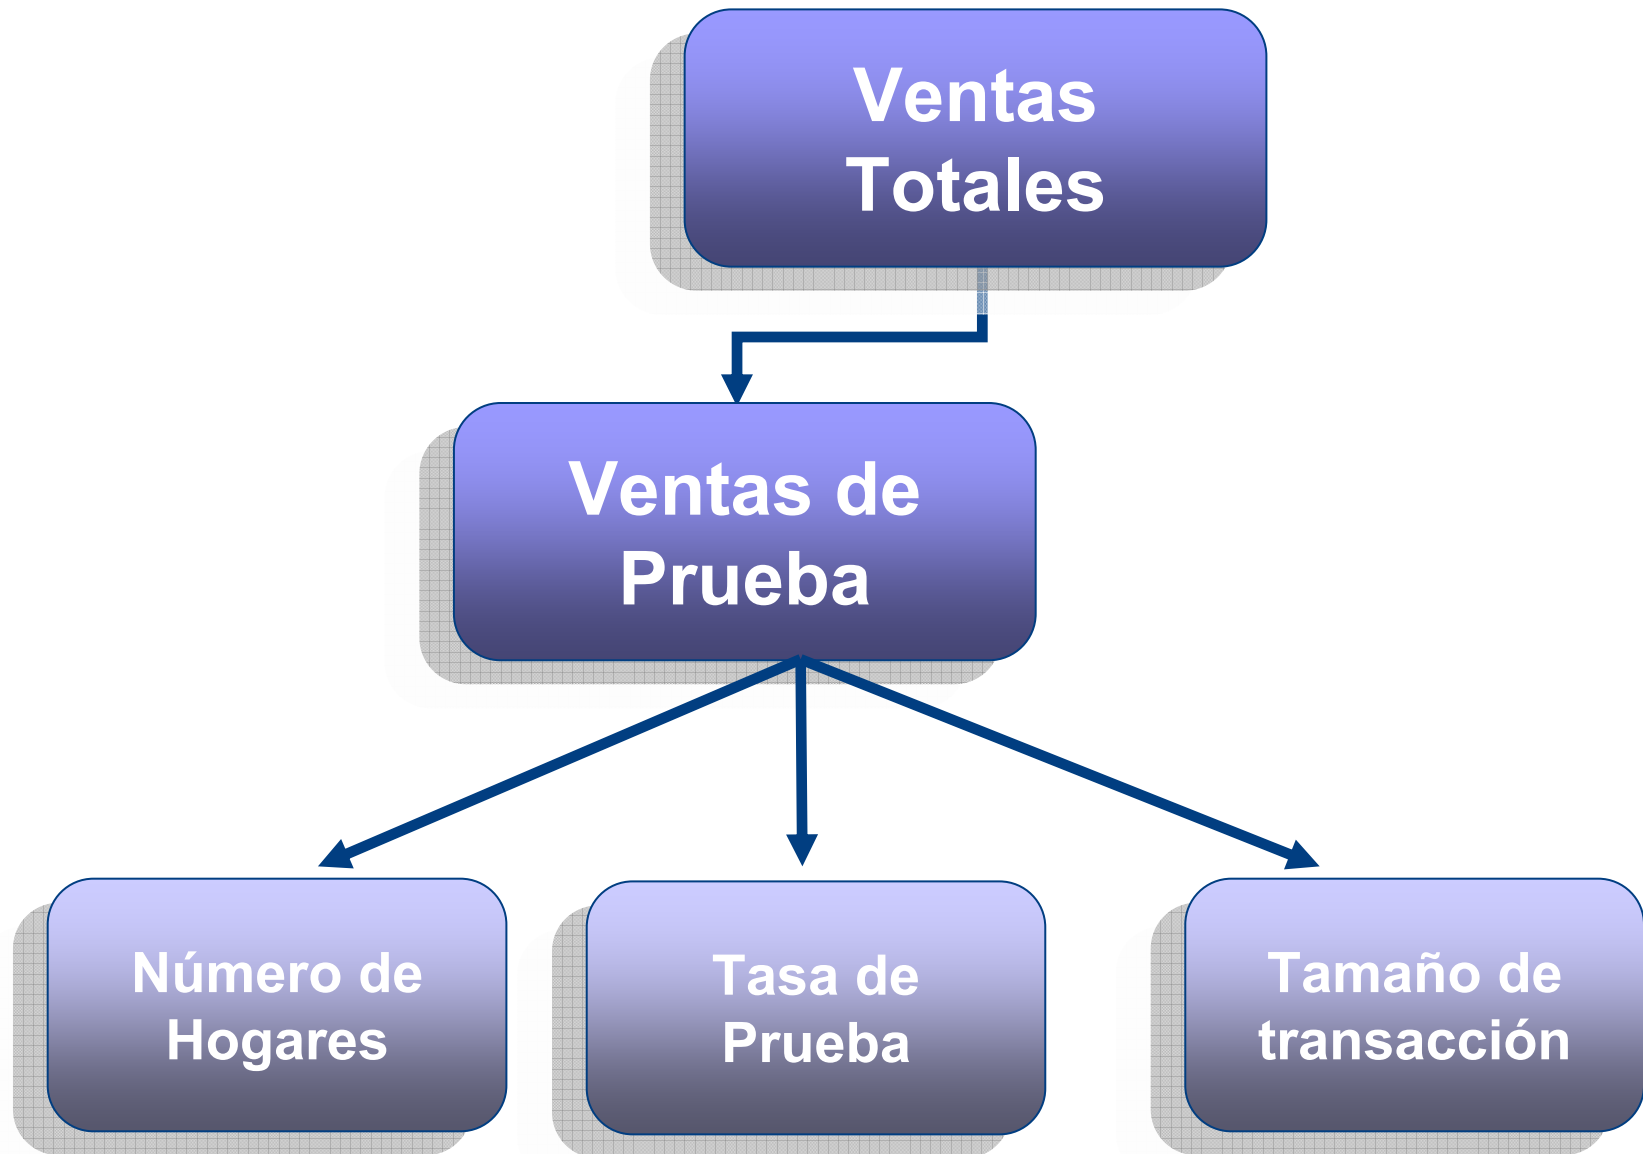 Ventas
Totales
Ventas de
Prueba
Número de
Hogares
Tasa de
Prueba
Tamaño de
transacción